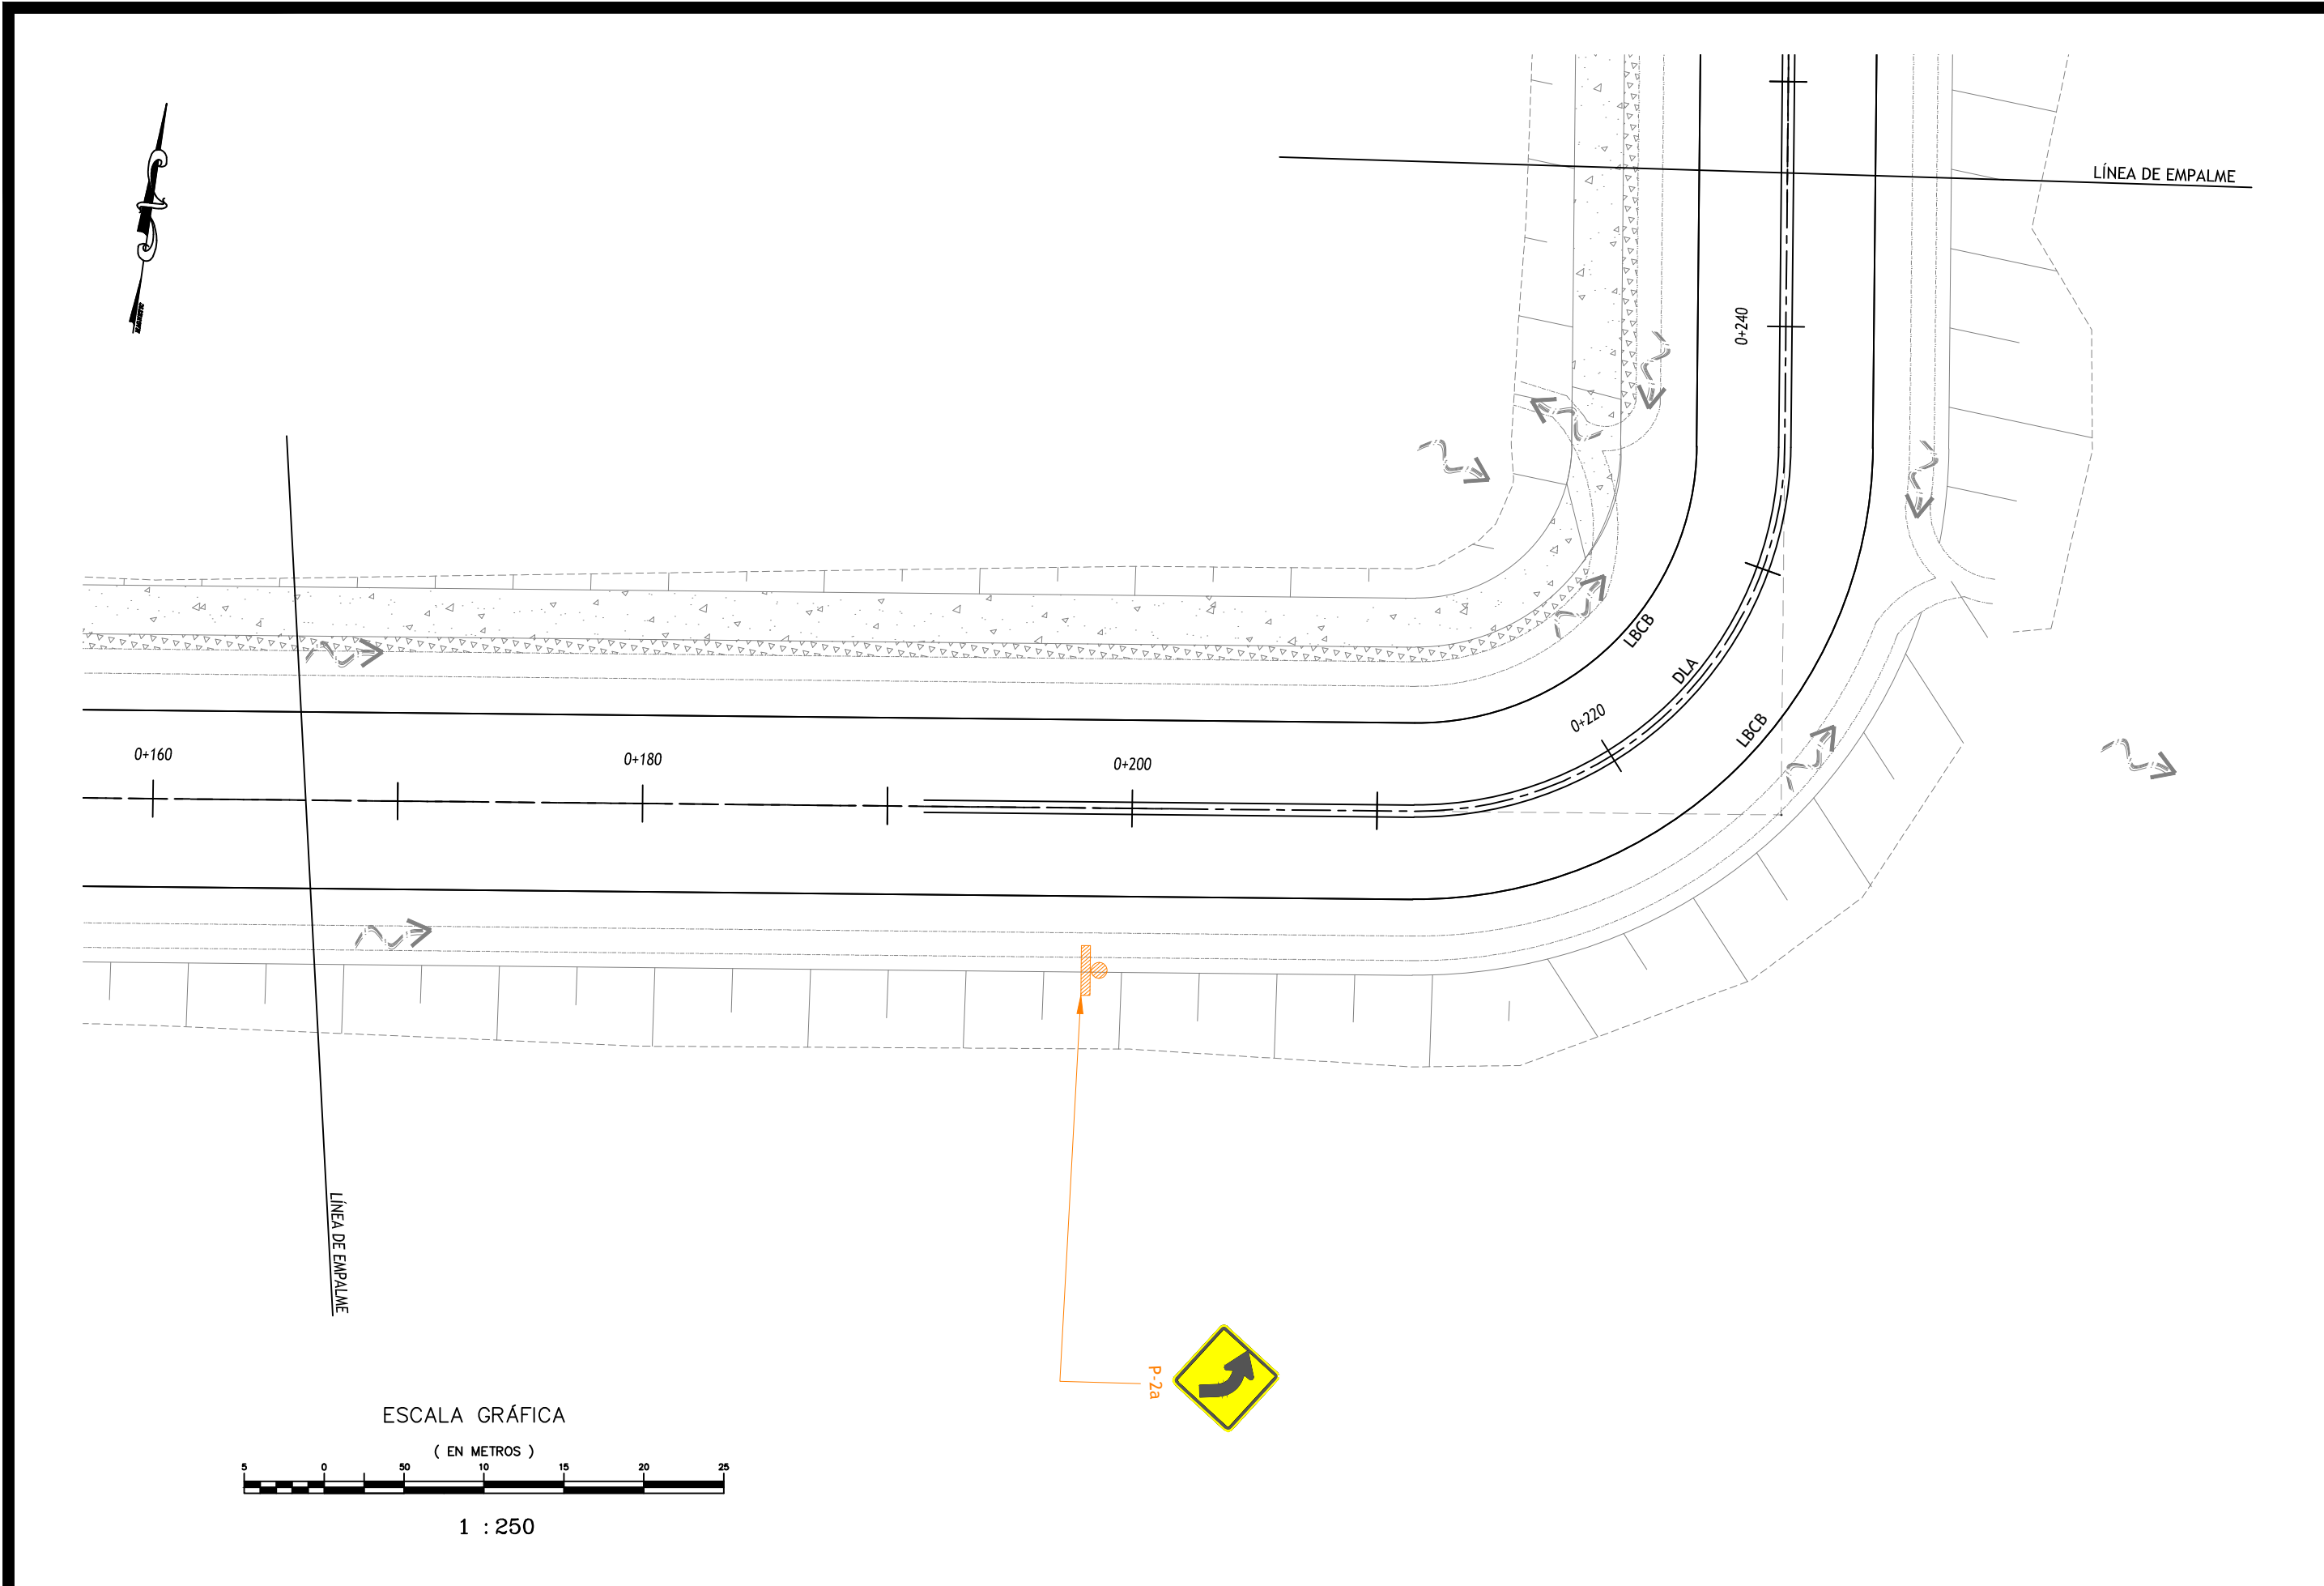 LÍNEA DE EMPALME
0+240
LBCB
DLA
0+220
LBCB
0+160
0+180
0+200
LÍNEA DE EMPALME
P-2a
ESCALA GRÁFICA
( EN METROS )
5 0 50 10 15 20 25
1 : 250